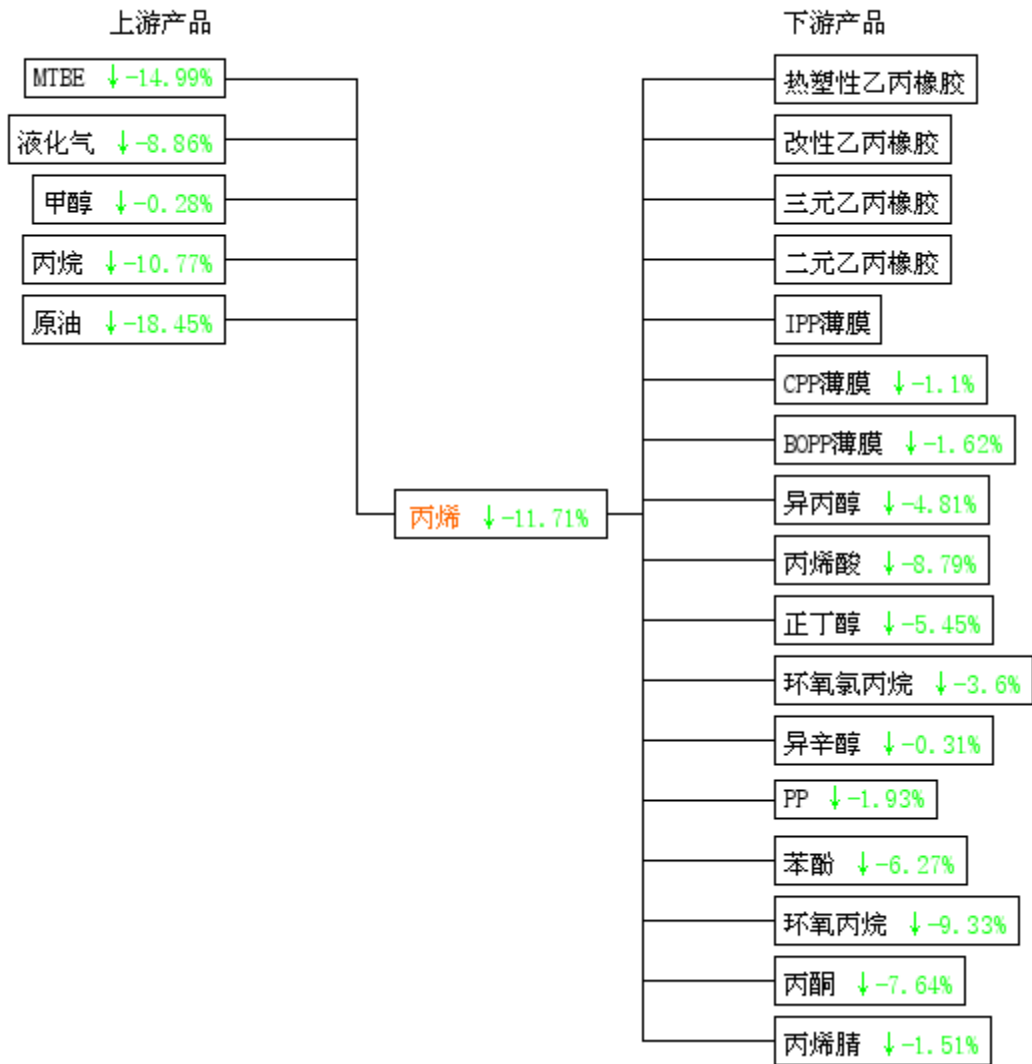 上游产品
MTBE ↓-14.99%
液化气 ↓-8.86%
甲醇 ↓-0.28%
丙烷 ↓-10.77%
原油 ↓-18.45%
丙烯 ↓-11.71%
下游产品
热塑性乙丙橡胶
改性乙丙橡胶
三元乙丙橡胶
二元乙丙橡胶
IPP薄膜
CPP薄膜 ↓-1.1%
BOPP薄膜 ↓-1.62%
异丙醇 ↓-4.81%
丙烯酸 ↓-8.79%
正丁醇 ↓-5.45%
环氧氯丙烷 ↓-3.6%
异辛醇 ↓-0.31%
PP ↓-1.93%
苯酚 ↓-6.27%
环氧丙烷 ↓-9.33%
丙酮 ↓-7.64%
丙烯腈 ↓-1.51%